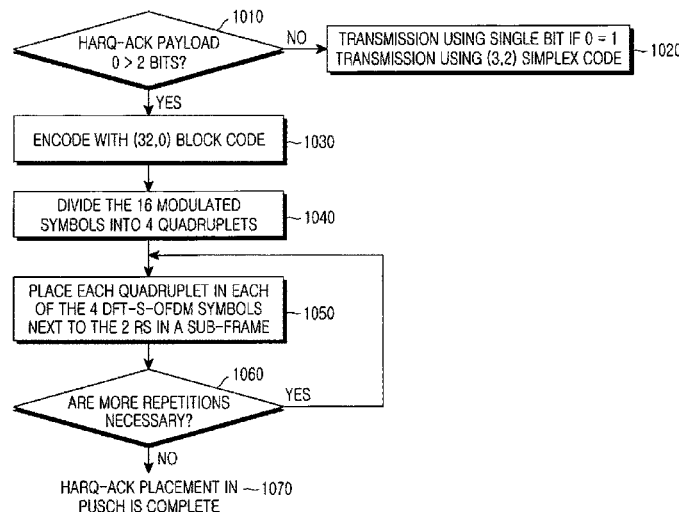 1010
HARQ-ACK PAYLOAD
0 > 2 BITS?
NO
TRANSMISSION USING SINGLE BIT IF 0 = 1
TRANSMISSION USING (3,2) SIMPLEX CODE
1020
YES
ENCODE WITH (32,0) BLOCK CODE
1030
DIVIDE THE 16 MODULATED
SYMBOLS INTO 4 QUADRUPLETS
1040
PLACE EACH QUADRUPLET IN EACH
OF THE 4 DFT-S-OFDM SYMBOLS
NEXT TO THE 2 RS IN A SUB-FRAME
1050
1060
ARE MORE REPETITIONS
NECESSARY?
YES
NO
HARQ-ACK PLACEMENT IN
PUSCH IS COMPLETE
1070